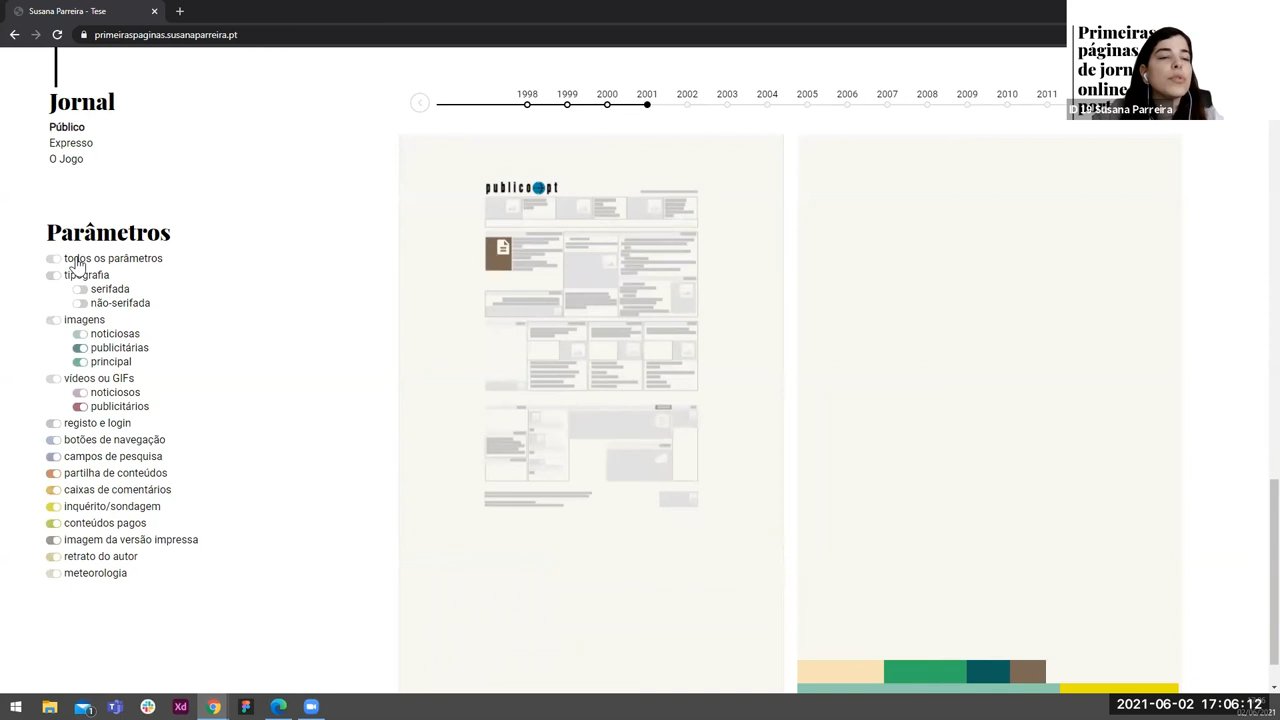 Susana Parreira - Tese
primeiraspaginas.susanaparreira.pt
Primeiras
páginas
de jorn
online
ID 19 Susana Parreira
Jornal
Público
Expresso
O Jogo
1998 1999 2000 2001 2002 2003 2004 2005 2006 2007 2008 2009 2010 2011
publico pt
Parâmetros
todos os parâmetros
tipografia
serifada
não-serifada
imagens
noticiosas
publicitárias
principal
vídeos ou GIFs
noticiosos
publicitários
registo e login
botões de navegação
campos de pesquisa
partilha de conteúdos
caixas de comentários
inquérito/sondagem
conteúdos pagos
imagem da versão impressa
retrato do autor
meteorologia
2021-06-02 17:06:12